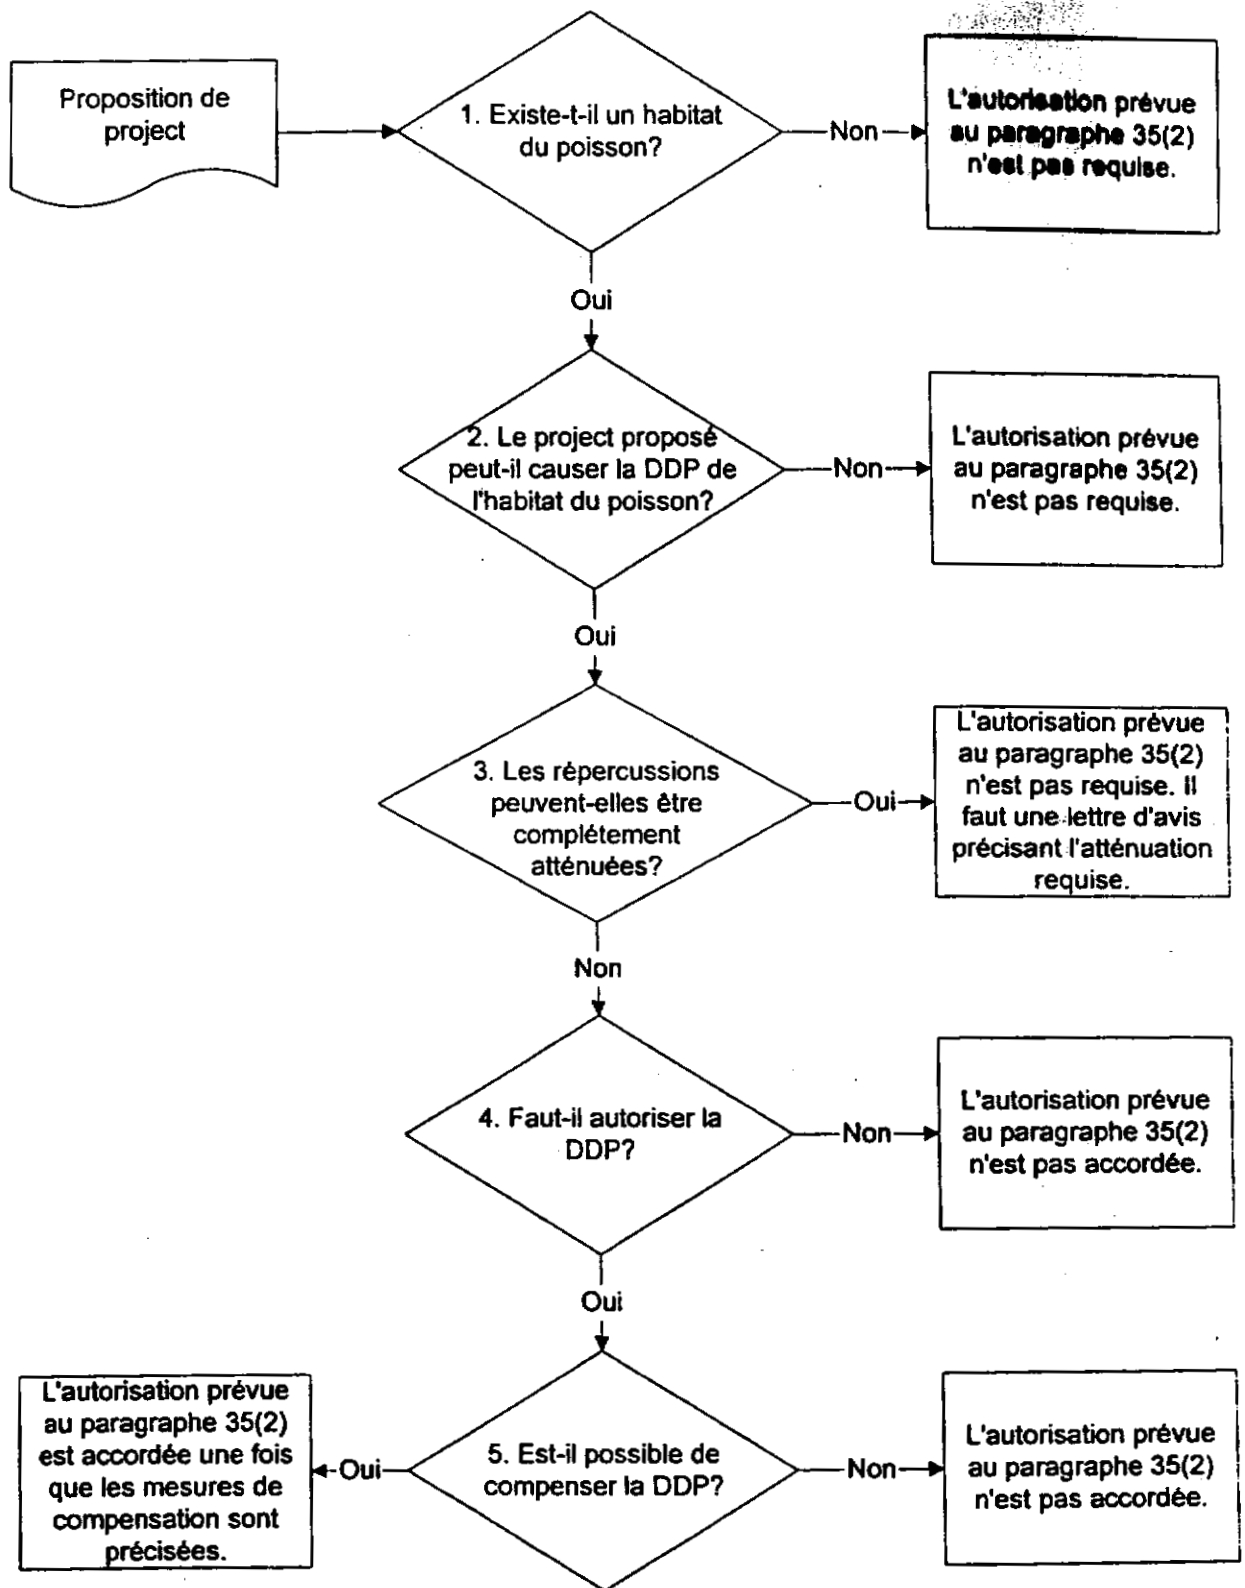 Proposition de
project
1. Existe-t-il un habitat
du poisson?
Non
L'autorisation prévue
au paragraphe 35(2)
n'est pas requise.
Oui
2. Le project proposé
peut-il causer la DDP de
l'habitat du poisson?
Non
L'autorisation prévue
au paragraphe 35(2)
n'est pas requise.
Oui
3. Les répercussions
peuvent-elles être
complétement
atténuées?
Oui
L'autorisation prévue
au paragraphe 35(2)
n'est pas requise. Il
faut une lettre d'avis
précisant l'atténuation
requise.
Non
4. Faut-il autoriser la
DDP?
Non
L'autorisation prévue
au paragraphe 35(2)
n'est pas accordée.
Oui
5. Est-il possible de
compenser la DDP?
Oui
L'autorisation prévue
au paragraphe 35(2)
est accordée une fois
que les mesures de
compensation sont
précisées.
Non
L'autorisation prévue
au paragraphe 35(2)
n'est pas accordée.